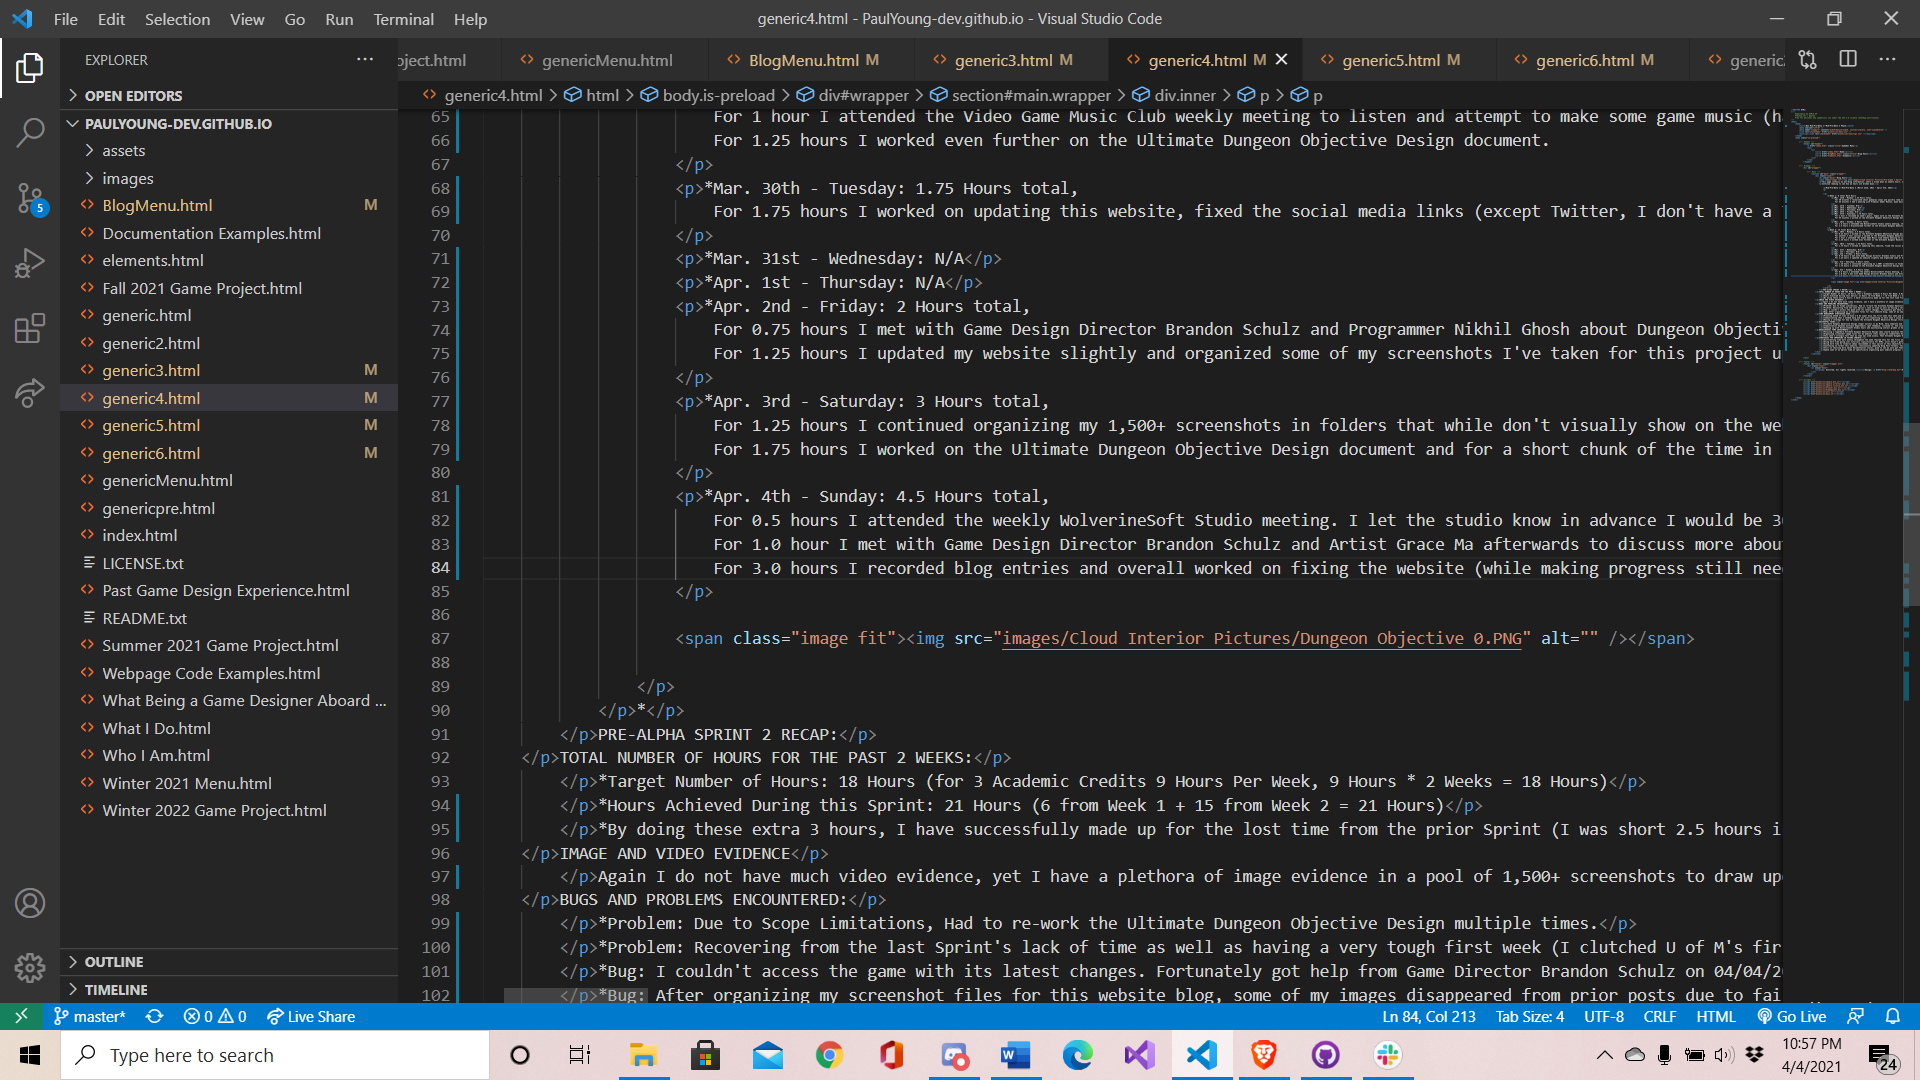 File Edit Selection View Go Run Terminal Help
generic4.html - PaulYoung-dev.github.io - Visual Studio Code
EXPLORER
oject.html
genericMenu.html
BlogMenu.html M
generic3.html M
generic4.html M
generic5.html M
generic6.html M
generic
OPEN EDITORS
generic4.html > html > body.is-preload > div#wrapper > section#main.wrapper > div.inner > p > p
PAULYOUNG-DEV.GITHUB.IO
assets
images
BlogMenu.html M
Documentation Examples.html
elements.html
Fall 2021 Game Project.html
generic.html
generic2.html
generic3.html M
generic4.html M
generic5.html M
generic6.html M
genericMenu.html
genericpre.html
index.html
LICENSE.txt
Past Game Design Experience.html
README.txt
Summer 2021 Game Project.html
Webpage Code Examples.html
What Being a Game Designer Aboard ...
What I Do.html
Who I Am.html
Winter 2021 Menu.html
Winter 2022 Game Project.html
OUTLINE
TIMELINE
5
65 For 1 hour I attended the Video Game Music Club weekly meeting to listen and attempt to make some game music (h
66 For 1.25 hours I worked even further on the Ultimate Dungeon Objective Design document.
67 </p>
68 <p>*Mar. 30th - Tuesday: 1.75 Hours total,
69 For 1.75 hours I worked on updating this website, fixed the social media links (except Twitter, I don't have a
70 </p>
71 <p>*Mar. 31st - Wednesday: N/A</p>
72 <p>*Apr. 1st - Thursday: N/A</p>
73 <p>*Apr. 2nd - Friday: 2 Hours total,
74 For 0.75 hours I met with Game Design Director Brandon Schulz and Programmer Nikhil Ghosh about Dungeon Objecti
75 For 1.25 hours I updated my website slightly and organized some of my screenshots I've taken for this project u
76 </p>
77 <p>*Apr. 3rd - Saturday: 3 Hours total,
78 For 1.25 hours I continued organizing my 1,500+ screenshots in folders that while don't visually show on the we
79 For 1.75 hours I worked on the Ultimate Dungeon Objective Design document and for a short chunk of the time in
80 </p>
81 <p>*Apr. 4th - Sunday: 4.5 Hours total,
82 For 0.5 hours I attended the weekly WolverineSoft Studio meeting. I let the studio know in advance I would be 3
83 For 1.0 hour I met with Game Design Director Brandon Schulz and Artist Grace Ma afterwards to discuss more abou
84 For 3.0 hours I recorded blog entries and overall worked on fixing the website (while making progress still nee
85 </p>
86
87 <span class="image fit"><img src="images/Cloud Interior Pictures/Dungeon Objective 0.PNG" alt="" /></span>
88
89 </p>
90 </p>*</p>
91 </p>PRE-ALPHA SPRINT 2 RECAP:</p>
92 </p>TOTAL NUMBER OF HOURS FOR THE PAST 2 WEEKS:</p>
93 </p>*Target Number of Hours: 18 Hours (for 3 Academic Credits 9 Hours Per Week, 9 Hours * 2 Weeks = 18 Hours)</p>
94 </p>*Hours Achieved During this Sprint: 21 Hours (6 from Week 1 + 15 from Week 2 = 21 Hours)</p>
95 </p>*By doing these extra 3 hours, I have successfully made up for the lost time from the prior Sprint (I was short 2.5 hours i
96 </p>IMAGE AND VIDEO EVIDENCE</p>
97 </p>Again I do not have much video evidence, yet I have a plethora of image evidence in a pool of 1,500+ screenshots to draw up
98 </p>BUGS AND PROBLEMS ENCOUNTERED:</p>
99 </p>*Problem: Due to Scope Limitations, Had to re-work the Ultimate Dungeon Objective Design multiple times.</p>
100 </p>*Problem: Recovering from the last Sprint's lack of time as well as having a very tough first week (I clutched U of M's fir
101 </p>*Bug: I couldn't access the game with its latest changes. Fortunately got help from Game Director Brandon Schulz on 04/04/2
102 </p>*Bug: After organizing my screenshot files for this website blog, some of my images disappeared from prior posts due to fai
master* 0 0 Live Share
Ln 84, Col 213 Tab Size: 4 UTF-8 CRLF HTML Go Live
Type here to search
10:57 PM
4/4/2021
24